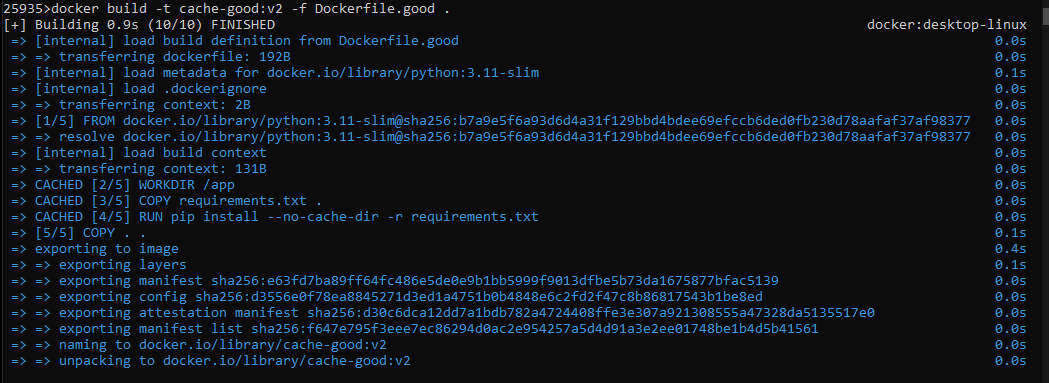 25935>docker build -t cache-good:v2 -f Dockerfile.good .
[+] Building 0.9s (10/10) FINISHED docker:desktop-linux
=> [internal] load build definition from Dockerfile.good 0.0s
=> => transferring dockerfile: 192B 0.0s
=> [internal] load metadata for docker.io/library/python:3.11-slim 0.1s
=> [internal] load .dockerignore 0.0s
=> => transferring context: 2B 0.0s
=> [1/5] FROM docker.io/library/python:3.11-slim@sha256:b7a9e5f6a93d6d4a31f129bbd4bdee69efccb6ded0fb230d78aafaf37af98377 0.0s
=> => resolve docker.io/library/python:3.11-slim@sha256:b7a9e5f6a93d6d4a31f129bbd4bdee69efccb6ded0fb230d78aafaf37af98377 0.0s
=> [internal] load build context 0.0s
=> => transferring context: 131B 0.0s
=> CACHED [2/5] WORKDIR /app 0.0s
=> CACHED [3/5] COPY requirements.txt . 0.0s
=> CACHED [4/5] RUN pip install --no-cache-dir -r requirements.txt 0.0s
=> [5/5] COPY . . 0.1s
=> exporting to image 0.4s
=> => exporting layers 0.1s
=> => exporting manifest sha256:e63fd7ba89ff64fc486e5de0e9b1bb5999f9013dfbe5b73da1675877bfac5139 0.0s
=> => exporting config sha256:d3556e0f78ea8845271d3ed1a4751b0b4848e6c2fd2f47c8b86817543b1be8ed 0.0s
=> => exporting attestation manifest sha256:d30c6dca12dd7a1bdb782a4724408ffe3e307a921308555a47328da5135517e0 0.0s
=> => exporting manifest list sha256:f647e795f3eee7ec86294d0ac2e954257a5d4d91a3e2ee01748be1b4d5b41561 0.0s
=> => naming to docker.io/library/cache-good:v2 0.0s
=> => unpacking to docker.io/library/cache-good:v2 0.0s